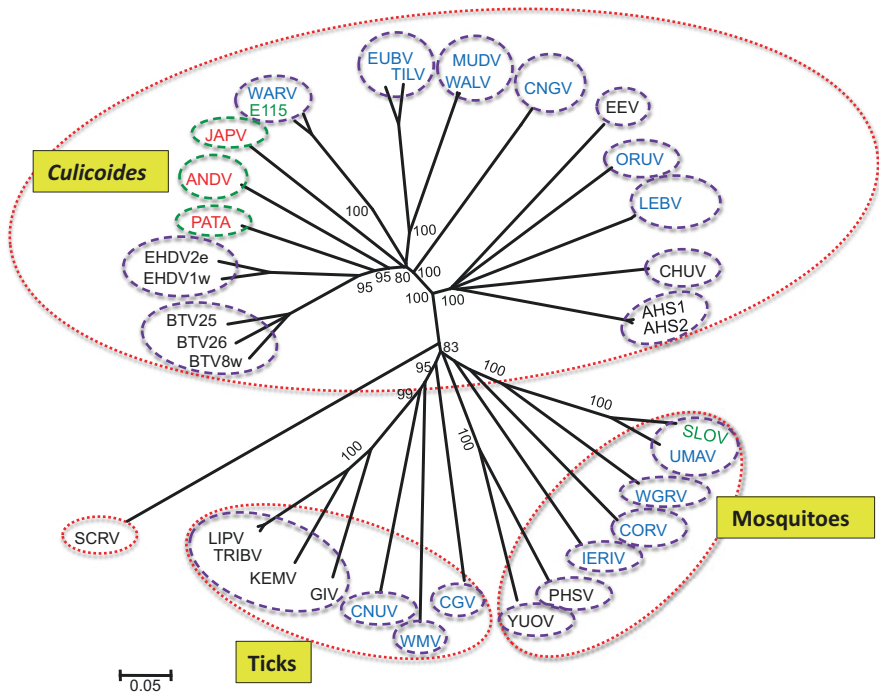 EUBV
TILV
MUDV
WALV
CNGV
WARV
E115
EEV
JAPV
ORUV
Culicoides
ANDV
LEBV
PATA
100
100
EHDV2e
EHDV1w
CHUV
95
95
80
100
100
100
AHS1
AHS2
BTV25
BTV26
BTV8w
83
95
100
99
100
100
100
SLOV
UMAV
WGRV
Mosquitoes
CORV
SCRV
LIPV
TRIBV
IERIV
KEMV
GIV
CNUV
CGV
PHSV
YUOV
WMV
Ticks
0.05